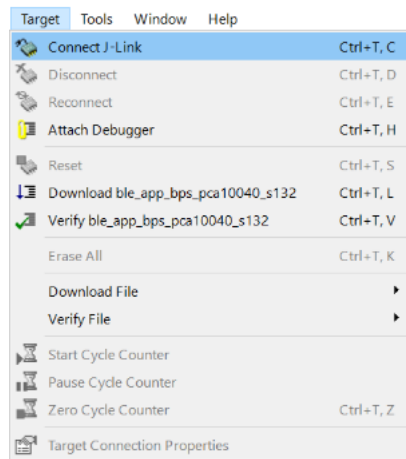 Target Tools Window Help
Connect J-Link Ctrl+T, C
Disconnect Ctrl+T, D
Reconnect Ctrl+T, E
Attach Debugger Ctrl+T, H
Reset Ctrl+T, S
Download ble_app_bps_pca10040_s132 Ctrl+T, L
Verify ble_app_bps_pca10040_s132 Ctrl+T, V
Erase All Ctrl+T, K
Download File
Verify File
Start Cycle Counter
Pause Cycle Counter
Zero Cycle Counter Ctrl+T, Z
Target Connection Properties